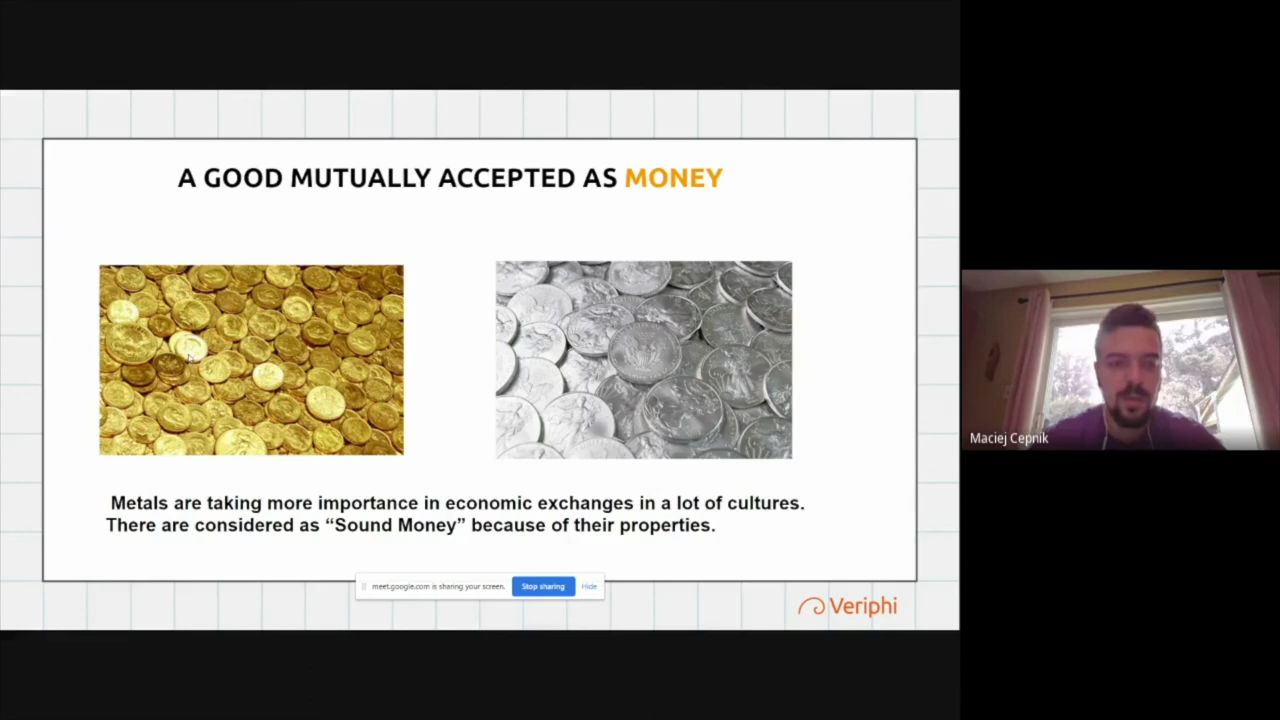 A GOOD MUTUALLY ACCEPTED AS MONEY
Metals are taking more importance in economic exchanges in a lot of cultures.
There are considered as “Sound Money” because of their properties.
meet.google.com is sharing your screen. Stop sharing Hide
Veriphi
Maciej Cepnik